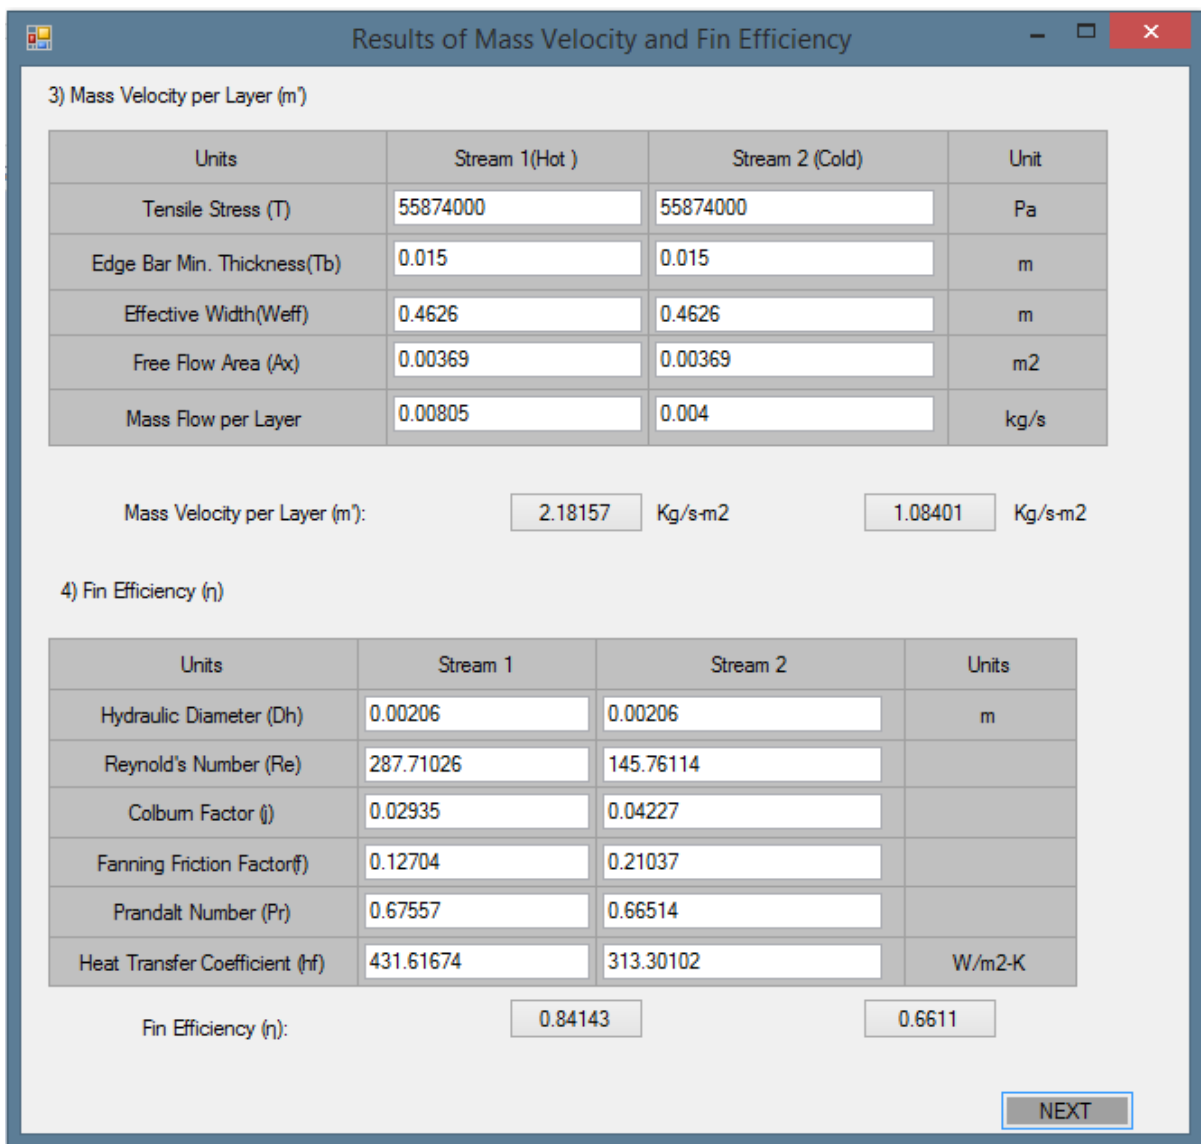 Results of Mass Velocity and Fin Efficiency
3) Mass Velocity per Layer (m')
Units Stream 1(Hot ) Stream 2 (Cold) Unit
Tensile Stress (T) 55874000 55874000 Pa
Edge Bar Min. Thickness(Tb) 0.015 0.015 m
Effective Width(Weff) 0.4626 0.4626 m
Free Flow Area (Ax) 0.00369 0.00369 m2
Mass Flow per Layer 0.00805 0.004 kg/s
Mass Velocity per Layer (m'): 2.18157 Kg/s-m2 1.08401 Kg/s-m2
4) Fin Efficiency (η)
Units Stream 1 Stream 2 Units
Hydraulic Diameter (Dh) 0.00206 0.00206 m
Reynold's Number (Re) 287.71026 145.76114
Colburn Factor (j) 0.02935 0.04227
Fanning Friction Factor(f) 0.12704 0.21037
Prandalt Number (Pr) 0.67557 0.66514
Heat Transfer Coefficient (hf) 431.61674 313.30102 W/m2-K
Fin Efficiency (η): 0.84143 0.6611
NEXT